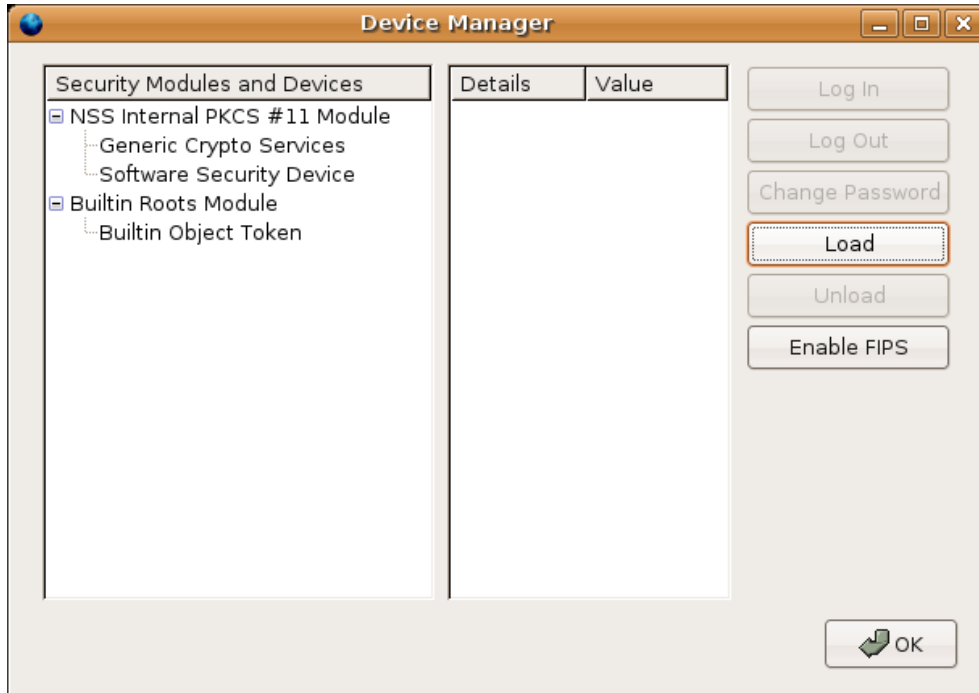 Device Manager
Security Modules and Devices
NSS Internal PKCS #11 Module
Generic Crypto Services
Software Security Device
Builtin Roots Module
Builtin Object Token
Details Value
Log In
Log Out
Change Password
Load
Unload
Enable FIPS
OK